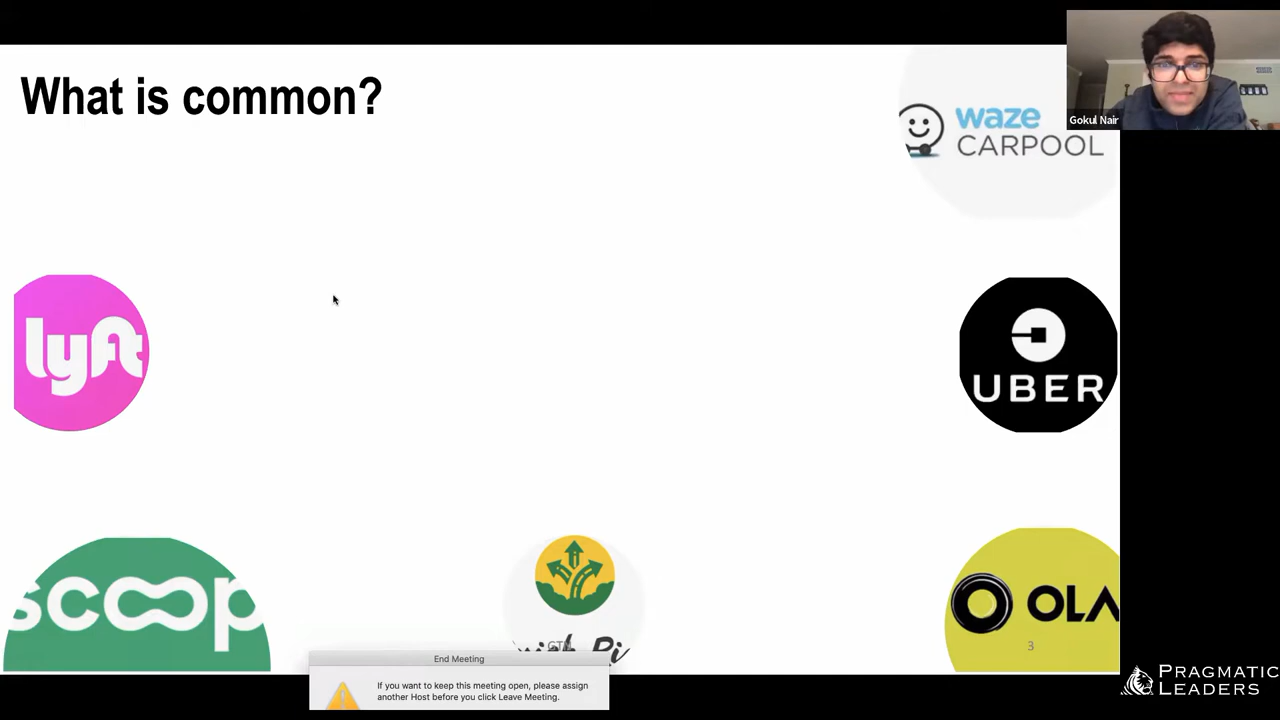 What is common?
waze
CARPOOL
Gokul Nair
lyft
UBER
scoop
OLA
GTN
3
End Meeting
If you want to keep this meeting open, please assign
another Host before you click Leave Meeting.
PRAGMATIC
LEADERS